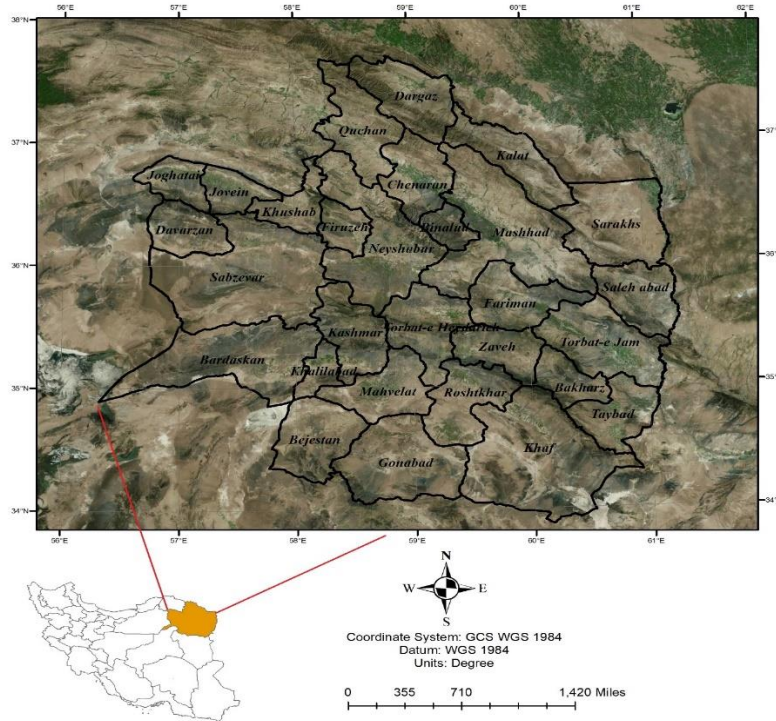 56°E 57°E 58°E 59°E 60°E 61°E 62°E
38°N
Dargaz
37°N Quchan 37°N
Kalat
Joghatai Chenaran
Jovein
Khushab Sarakhs
Davarzan Firuzeh Binalud Mashhad
36°N Neyshabur 36°N
Sabzevar Saleh abad
Fariman
Kashmar Torbat-e Heydarieh Torbat-e Jam
Bardaskan Zaveh
35°N Khalilabad Mahvelat Roshtkhar Bakharz 35°N
Taybad
Bejestan Khaf
Gonabad
34°N 34°N
56°E 57°E 58°E 59°E 60°E 61°E
N
W E
S
Coordinate System: GCS WGS 1984
Datum: WGS 1984
Units: Degree
0 355 710 1,420 Miles